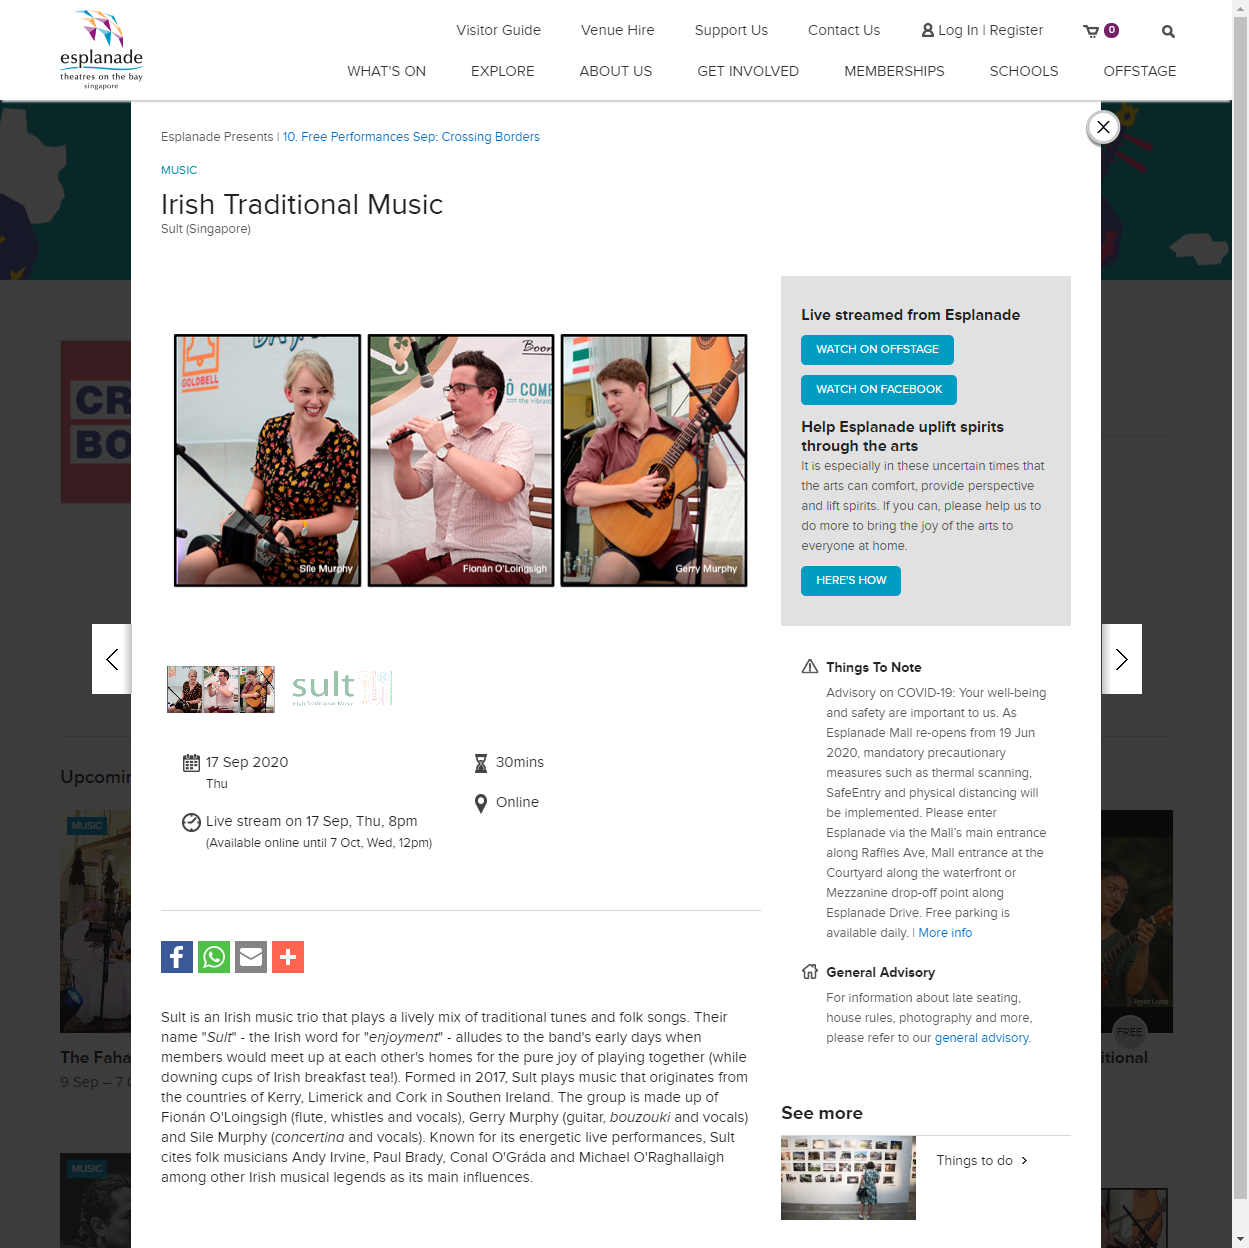 esplanade
theatres on the bay
singapore
Visitor Guide
Venue Hire
Support Us
Contact Us
Log In | Register
0
WHAT'S ON
EXPLORE
ABOUT US
GET INVOLVED
MEMBERSHIPS
SCHOOLS
OFFSTAGE
Esplanade Presents | 10. Free Performances Sep: Crossing Borders
MUSIC
Irish Traditional Music
Sult (Singapore)
GOLDBELL
Sile Murphy
Fionán O'Loingsigh
Gerry Murphy
sult
Irish Traditional Music
17 Sep 2020
Thu
Live stream on 17 Sep, Thu, 8pm
(Available online until 7 Oct, Wed, 12pm)
30mins
Online
Sult is an Irish music trio that plays a lively mix of traditional tunes and folk songs. Their
name "Sult" - the Irish word for "enjoyment" - alludes to the band's early days when
members would meet up at each other's homes for the pure joy of playing together (while
downing cups of Irish breakfast tea!). Formed in 2017, Sult plays music that originates from
the countries of Kerry, Limerick and Cork in Southen Ireland. The group is made up of
Fionán O'Loingsigh (flute, whistles and vocals), Gerry Murphy (guitar, bouzouki and vocals)
and Sile Murphy (concertina and vocals). Known for its energetic live performances, Sult
cites folk musicians Andy Irvine, Paul Brady, Conal O'Gráda and Michael O'Raghallaigh
among other Irish musical legends as its main influences.
Live streamed from Esplanade
WATCH ON OFFSTAGE
WATCH ON FACEBOOK
Help Esplanade uplift spirits
through the arts
It is especially in these uncertain times that
the arts can comfort, provide perspective
and lift spirits. If you can, please help us to
do more to bring the joy of the arts to
everyone at home.
HERE'S HOW
Things To Note
Advisory on COVID-19: Your well-being
and safety are important to us. As
Esplanade Mall re-opens from 19 Jun
2020, mandatory precautionary
measures such as thermal scanning,
SafeEntry and physical distancing will
be implemented. Please enter
Esplanade via the Mall's main entrance
along Raffles Ave, Mall entrance at the
Courtyard along the waterfront or
Mezzanine drop-off point along
Esplanade Drive. Free parking is
available daily. | More info
General Advisory
For information about late seating,
house rules, photography and more,
please refer to our general advisory.
See more
Things to do
CR
BO
Upcomin
MUSIC
The Faha
9 Sep – 7 O
MUSIC
Bryan Leong
FREE
itional